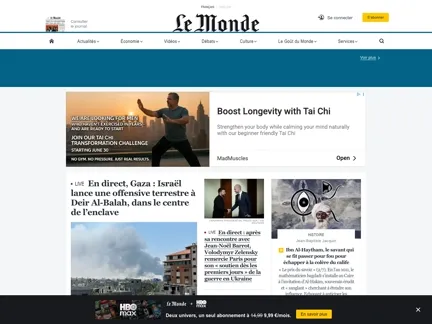 Français
Consulter
le journal
Le Monde
Se connecter
S'abonner
Actualités
Économie
Vidéos
Débats
Culture
Le Goût du Monde
Services
Voir plus
WE ARE LOOKING FOR MEN
WHO HAVEN'T EXERCISED IN YEARS
AND ARE READY TO START
JOIN OUR TAI CHI
TRANSFORMATION CHALLENGE
STARTING JUNE 30
NO GYM. NO PRESSURE, JUST REAL RESULTS.
Boost Longevity with Tai Chi
Strengthen your body while calming your mind naturally
with our beginner friendly Tai Chi.
MadMuscles
Open
LIVE En direct, Gaza : Israël
lance une offensive terrestre à
Deir Al-Balah, dans le centre
de l'enclave
LIVE En direct : après
sa rencontre avec
Jean-Noël Barrot,
Volodymyr Zelensky
remercie Paris pour
son « soutien dès les
premiers jours » de la
guerre en Ukraine
HISTOIRE
Jean-Baptiste Jacquin
Ibn Al-Haytham, le savant qui
se fit passer pour fou pour
échapper à la colère du calife
HBO
max
Le Monde + HBO max
Deux univers, un seul abonnement à 14,99 9,99 €/mois.
En savoir plus